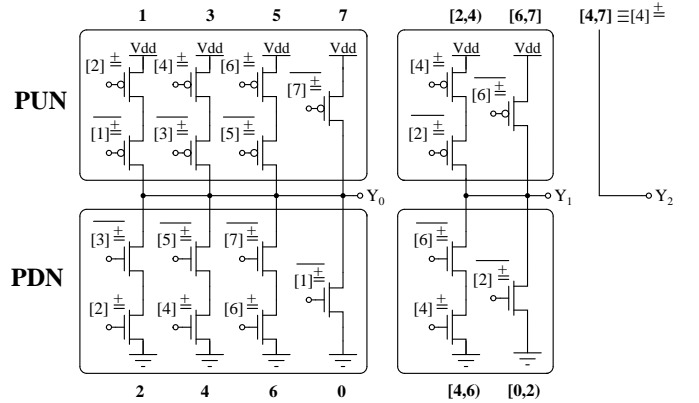 1 3 5 7 [2,4) [6,7] [4,7] ≡[4]±̳
Vdd Vdd Vdd Vdd Vdd Vdd
[2]±̳ [4]±̳ [6]±̳ [7]±̳ [4]±̳ [6]±̳
PUN
[1]±̳ [3]±̳ [5]±̳ [2]±̳
Y₀ Y₁ Y₂
[3]±̳ [5]±̳ [7]±̳ [1]±̳ [6]±̳ [2]±̳
PDN
[2]±̳ [4]±̳ [6]±̳ [4]±̳
2 4 6 0 [4,6) [0,2)